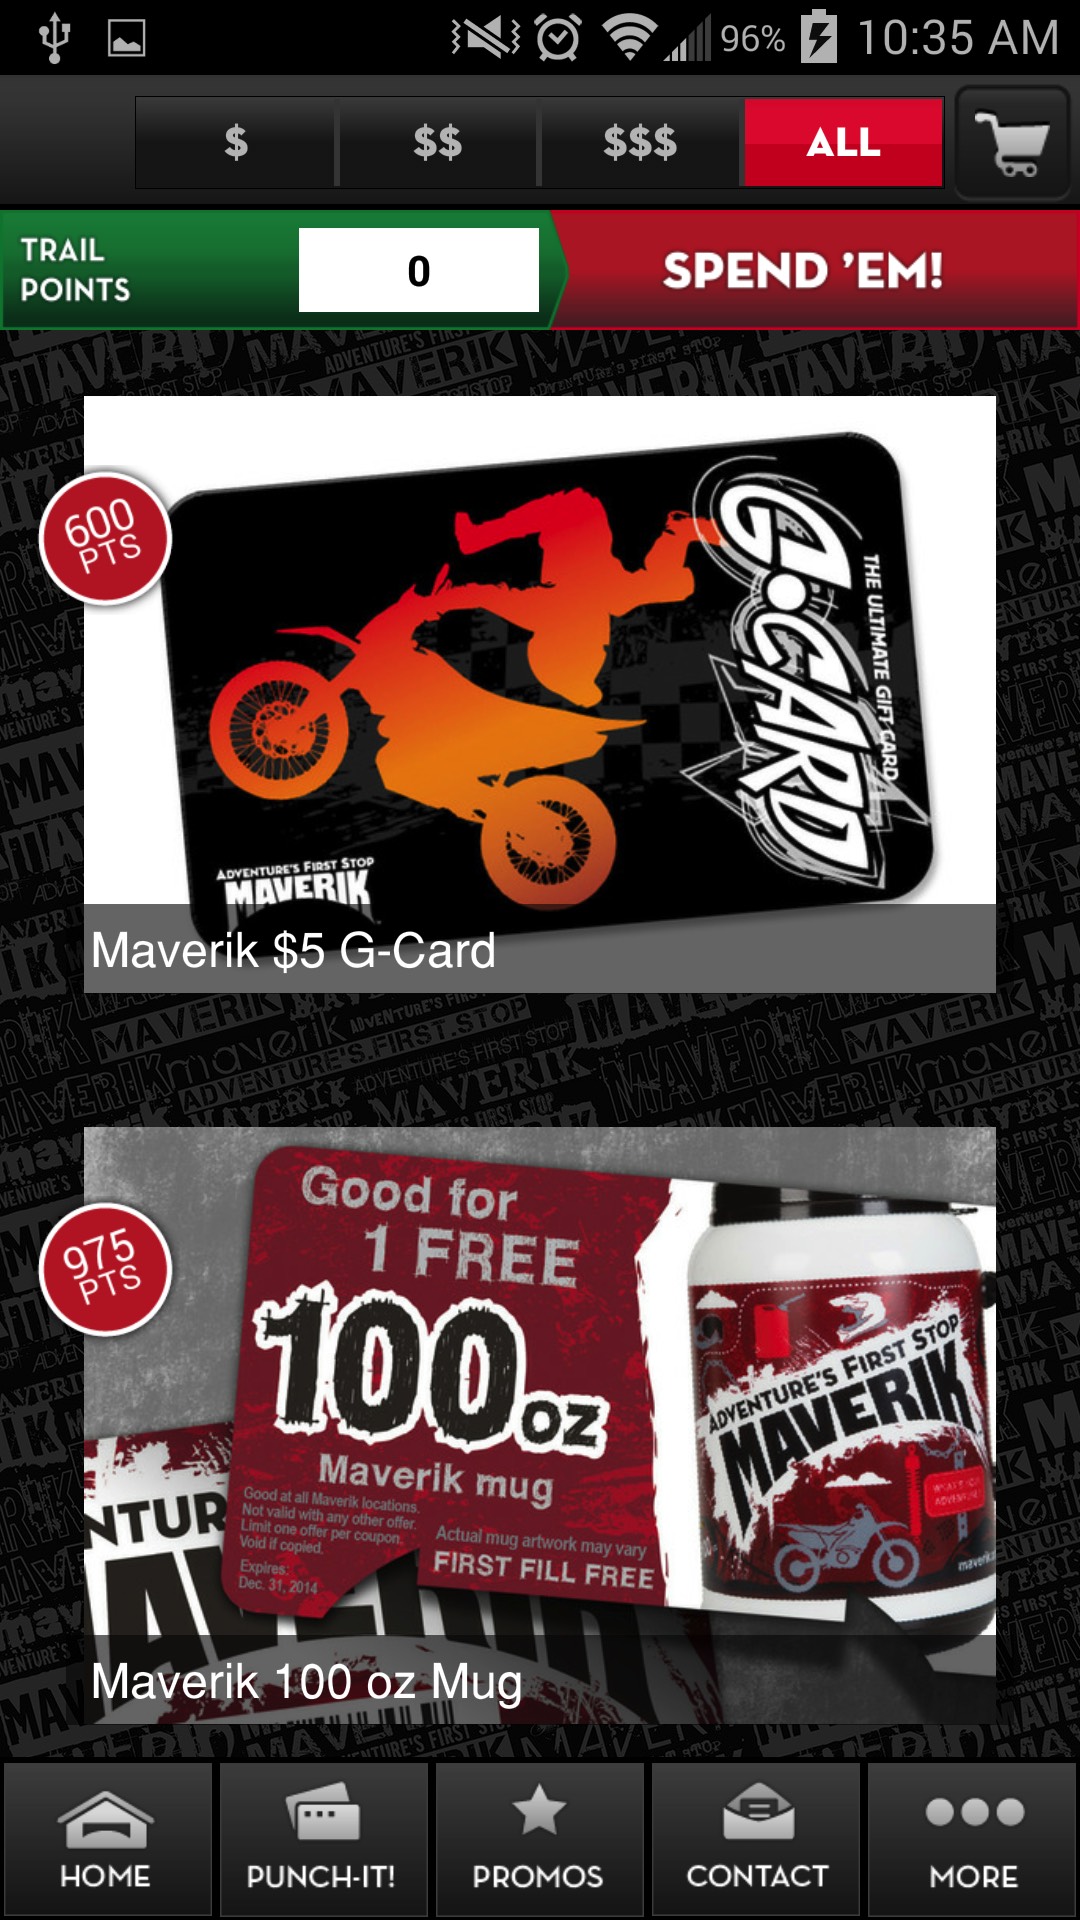 96% 10:35 AM
$ $$ $$$ ALL
TRAIL
POINTS
0
SPEND 'EM!
600
PTS
G•CARD
THE ULTIMATE GIFT CARD
ADVENTURE'S FIRST STOP
MAVERIK
Maverik $5 G-Card
975
PTS
Good for
1 FREE
100 oz
Maverik mug
Good at all Maverik locations.
Not valid with any other offer.
Limit one offer per coupon.
Void if copied.
Expires:
Dec. 31, 2014
Actual mug artwork may vary
FIRST FILL FREE
ADVENTURE'S FIRST STOP
MAVERIK
NTUR
Maverik 100 oz Mug
HOME PUNCH-IT! PROMOS CONTACT MORE